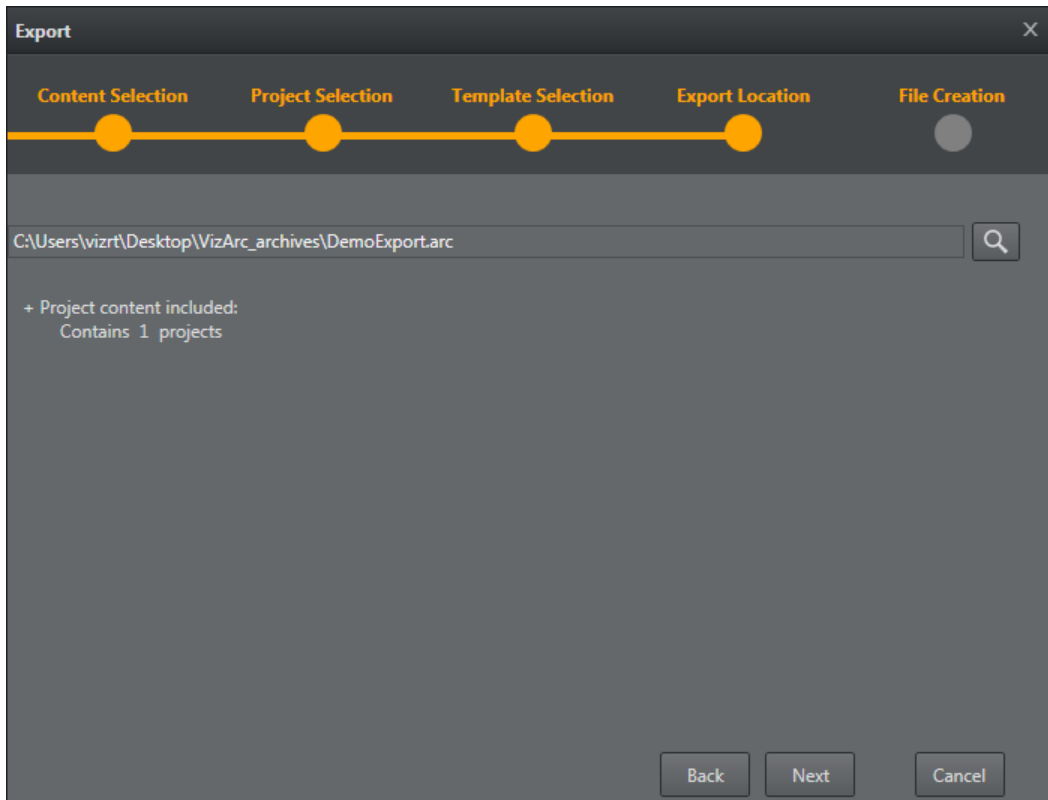 Export
Content Selection Project Selection Template Selection Export Location File Creation
C:\Users\vizrt\Desktop\VizArc_archives\DemoExport.arc
+ Project content included:
Contains 1 projects
Back Next Cancel